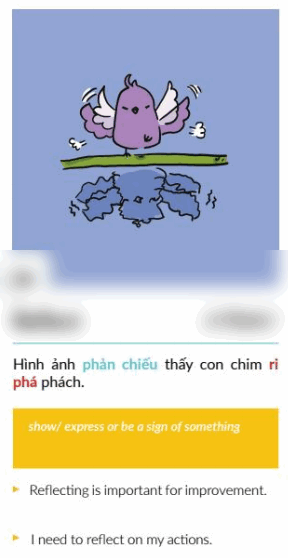 Hình ảnh phản chiếu thấy con chim ri
phá phách.
show/ express or be a sign of something
Reflecting is important for improvement.
I need to reflect on my actions.